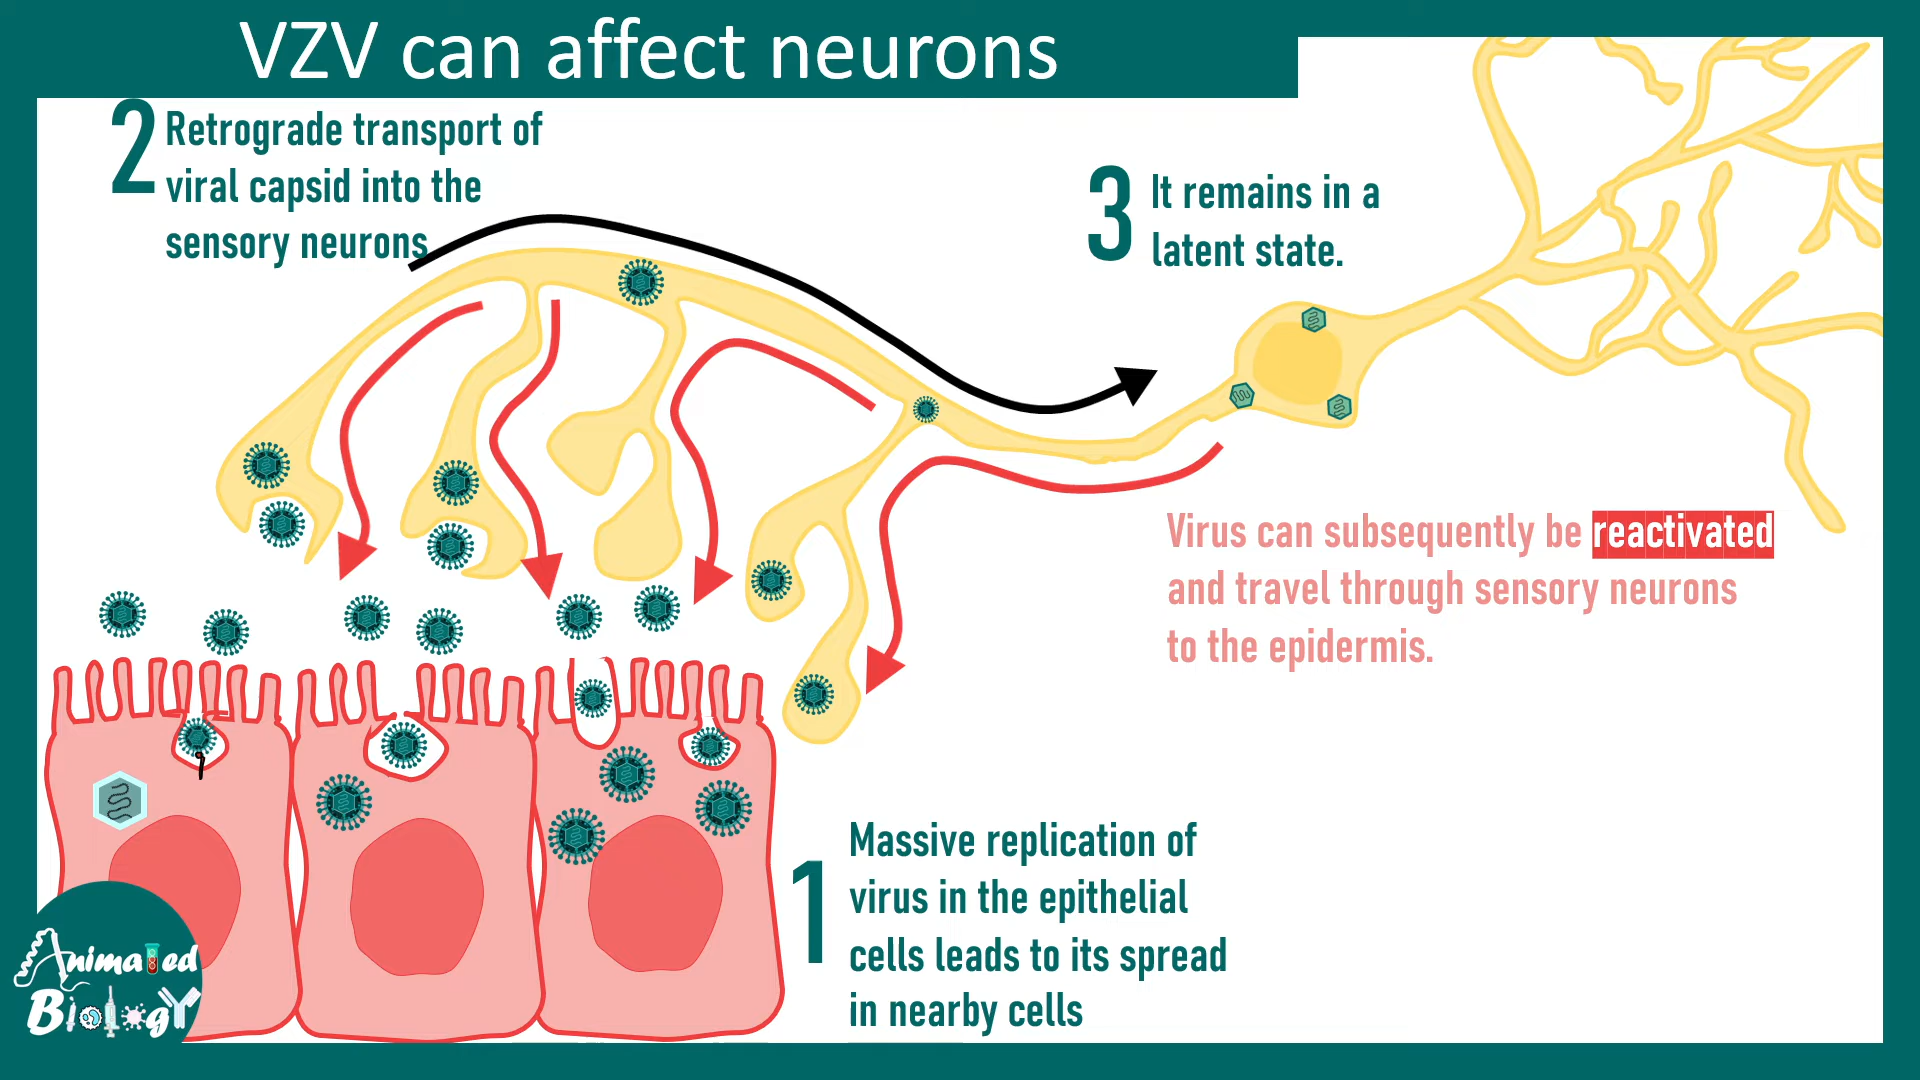 VZV can affect neurons
2
Retrograde transport of
viral capsid into the
sensory neurons
3
It remains in a
latent state.
Virus can subsequently be reactivated
and travel through sensory neurons
to the epidermis.
1
Massive replication of
virus in the epithelial
cells leads to its spread
in nearby cells
Animated
Biology